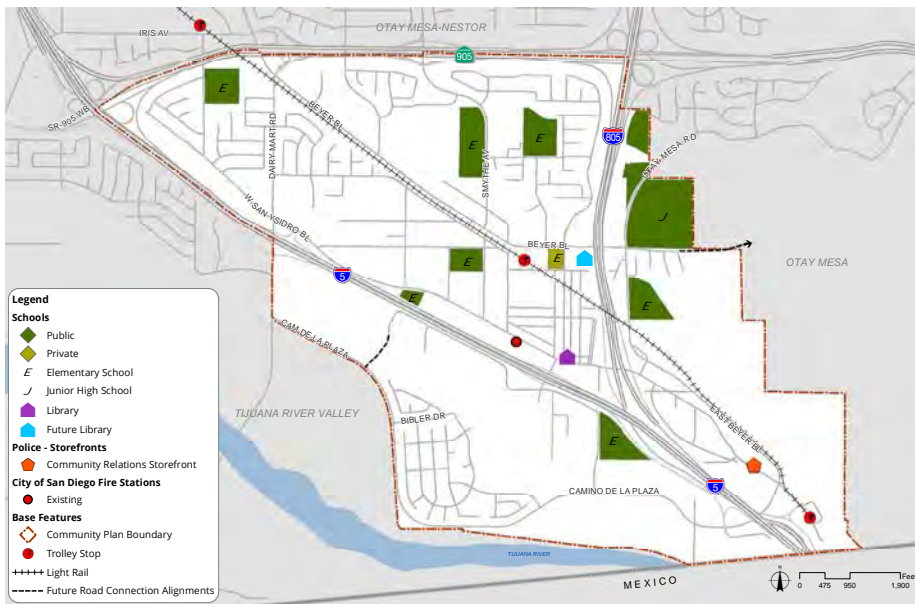 OTAY MESA-NESTOR
IRIS AV
905
SR-905 WB
E
BEYER BL
DAIRY MART RD
E
SMYTHE AV
E
805
OTAY MESA RD
J
W SAN YSIDRO BL
BEYER BL
E
E
OTAY MESA
5
E
E
CAM DE LA PLAZA
TIJUANA RIVER VALLEY
BIBLER DR
EAST BEYER BL
E
CAMINO DE LA PLAZA
5
TIJUANA RIVER
MEXICO
N
0 475 950 1,900
Feet
Legend
Schools
Public
Private
E Elementary School
J Junior High School
Library
Future Library
Police - Storefronts
Community Relations Storefront
City of San Diego Fire Stations
Existing
Base Features
Community Plan Boundary
Trolley Stop
Light Rail
Future Road Connection Alignments